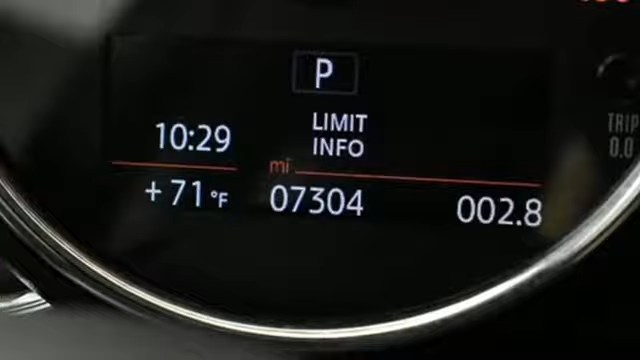 P
LIMIT
INFO
10:29
mi
+71 °F
07304
002.8
TRIP
0.0